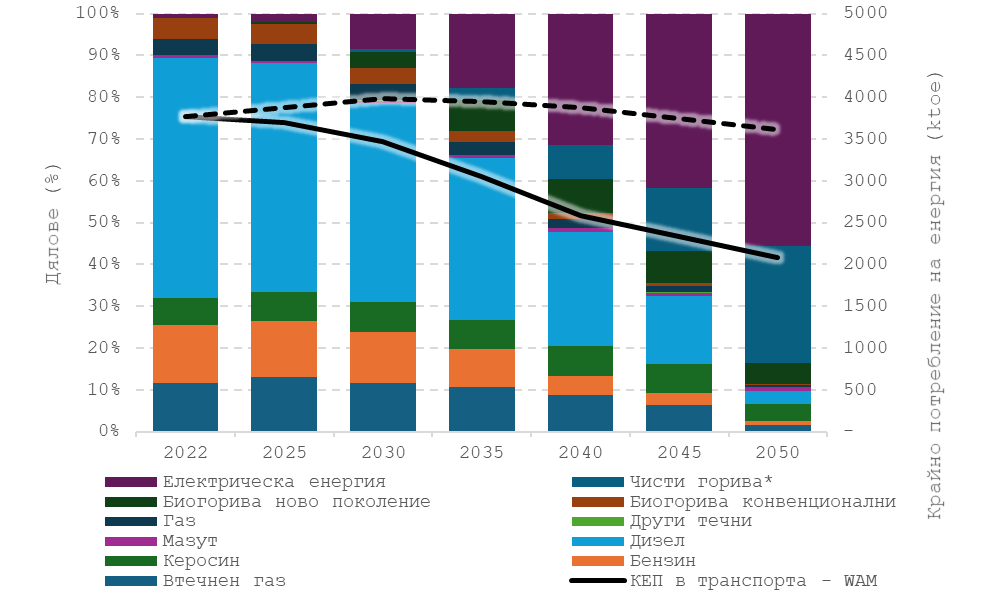 100%
90%
80%
70%
60%
50%
40%
30%
20%
10%
0%
Дялове (%)
5000
4500
4000
3500
3000
2500
2000
1500
1000
500
–
Крайно потребление на енергия (ktoe)
2022 2025 2030 2035 2040 2045 2050
Електрическа енергия Чисти горива*
Биогорива ново поколение Биогорива конвенционални
Газ Други течни
Мазут Дизел
Керосин Бензин
Втечнен газ КЕП в транспорта - WAM